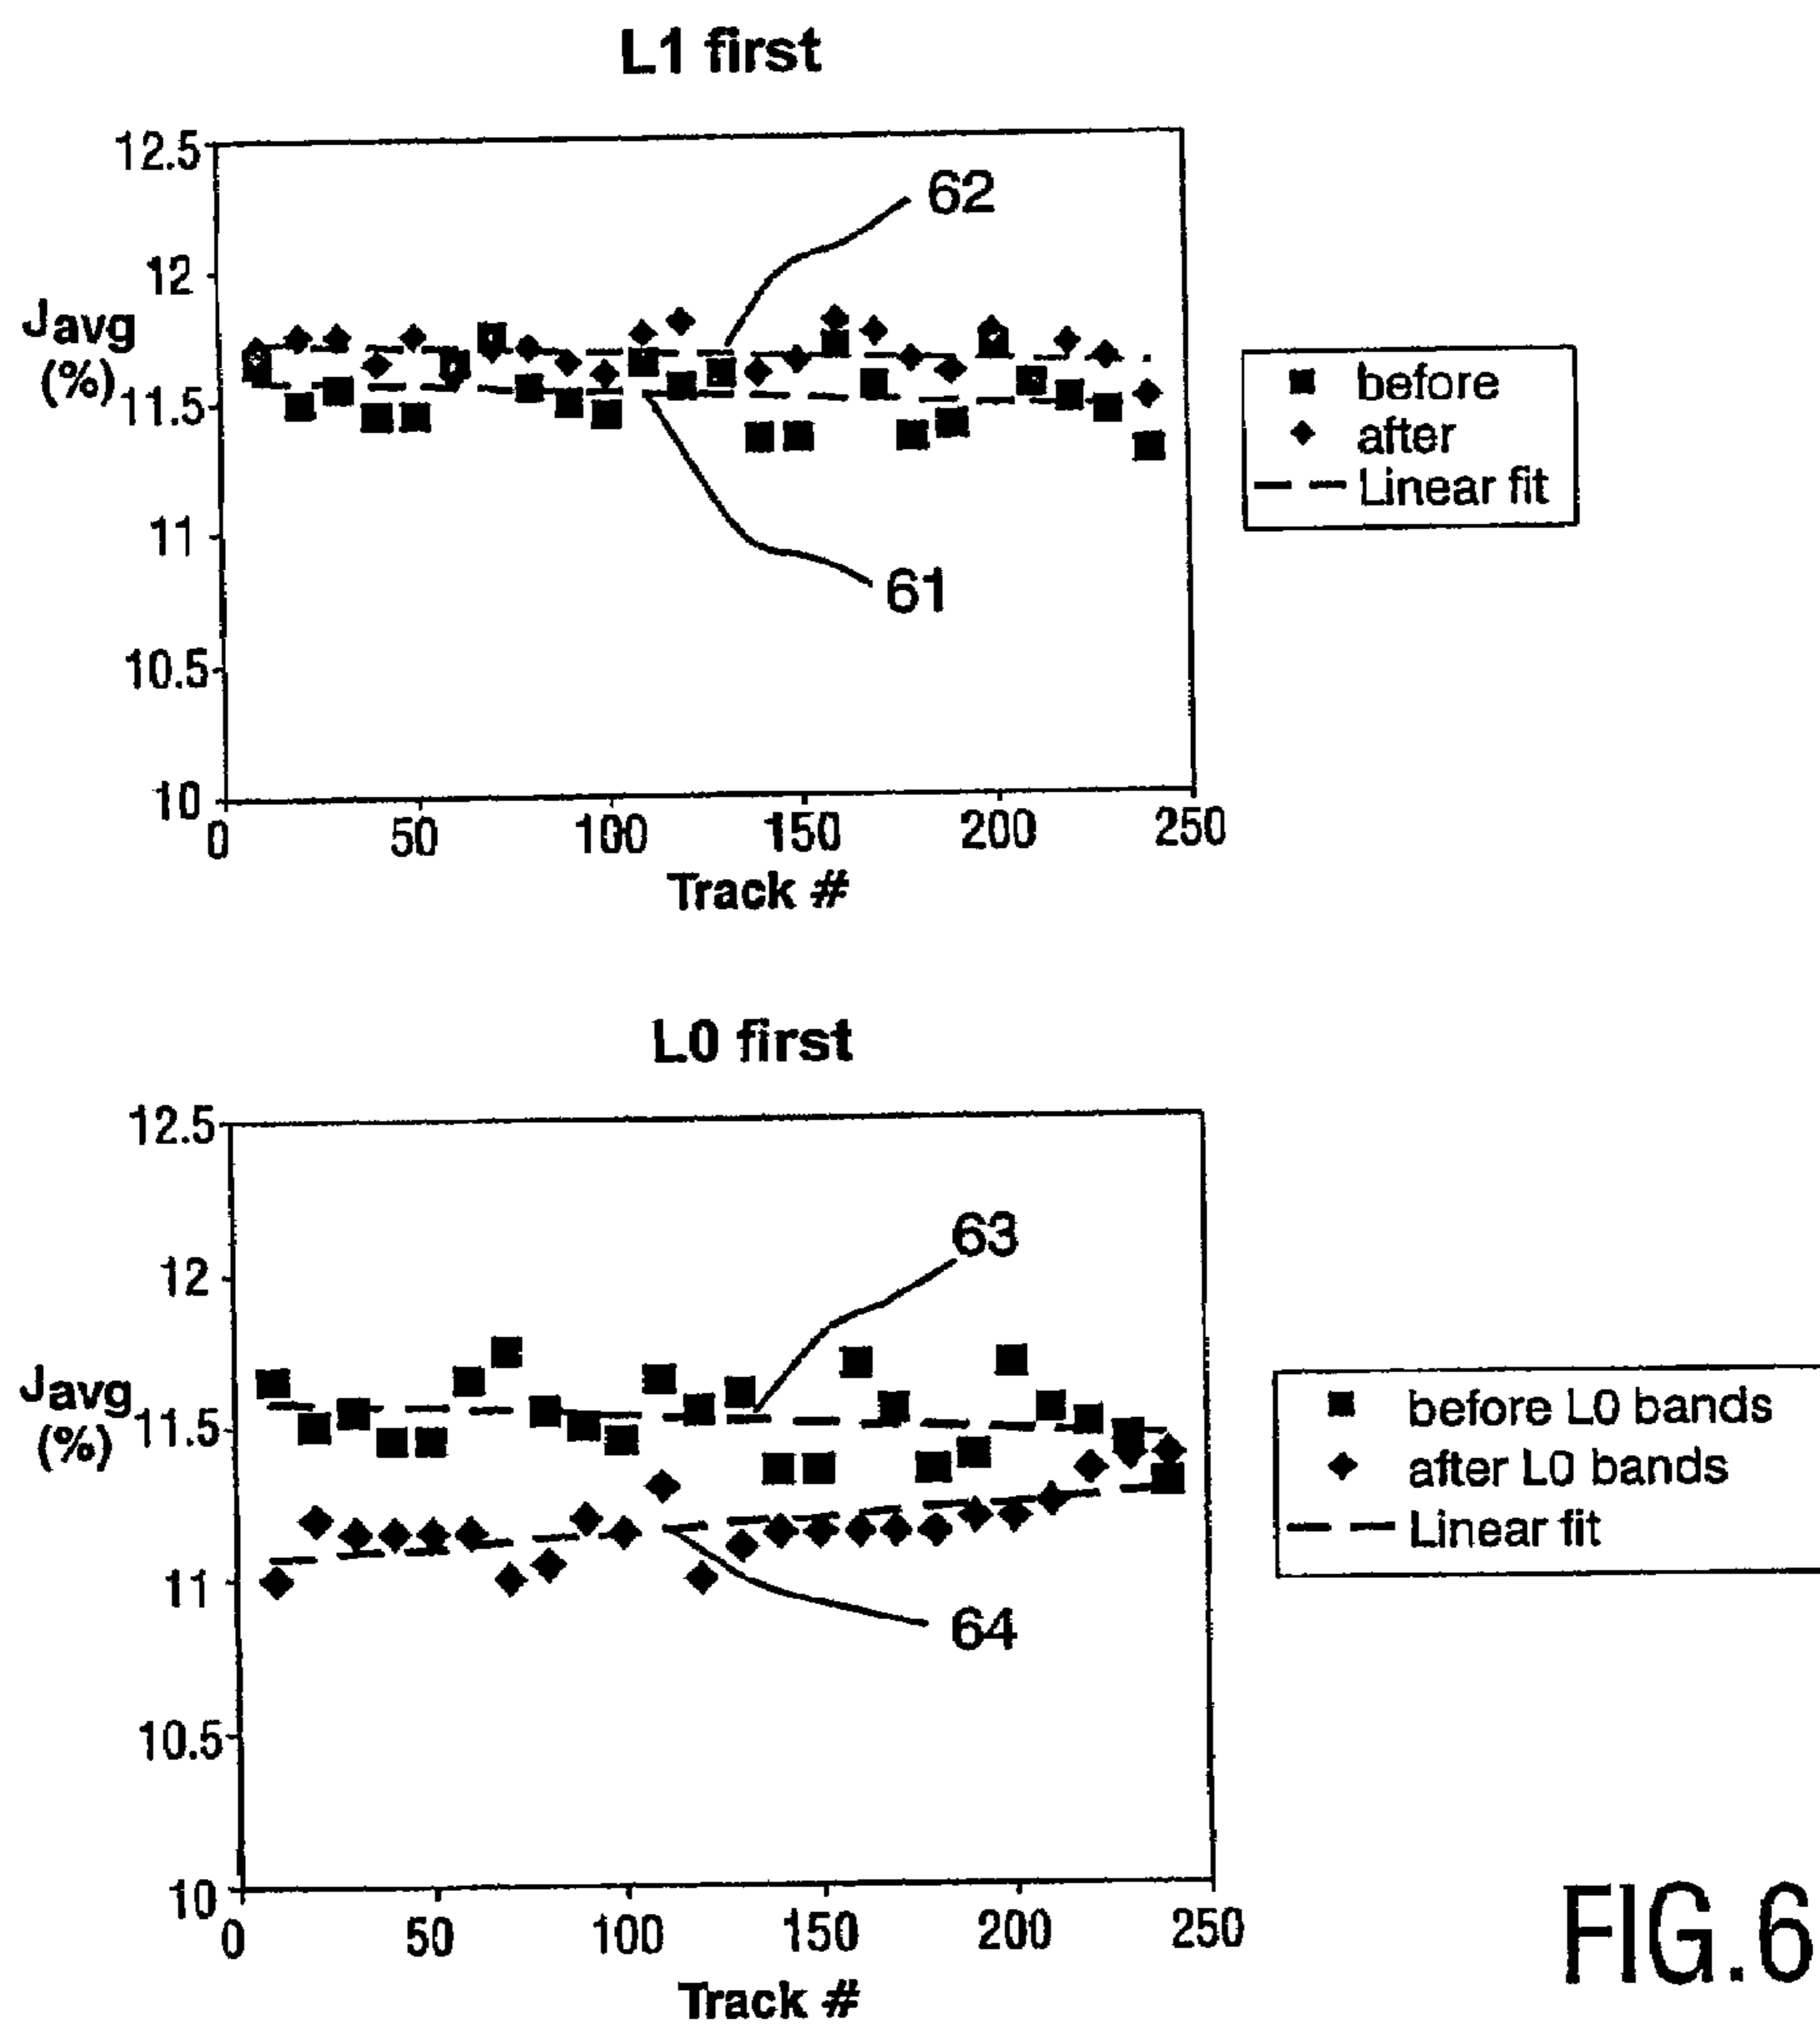 L1 first
12.5
62
12
Javg
(%)
11.5
before
after
Linear fit
11
61
10.5
10
0 50 100 150 200 250
Track #
L0 first
12.5
63
12
Javg
(%)
11.5
before L0 bands
after L0 bands
Linear fit
11
64
10.5
10
0 50 100 150 200 250
Track #
FIG.6